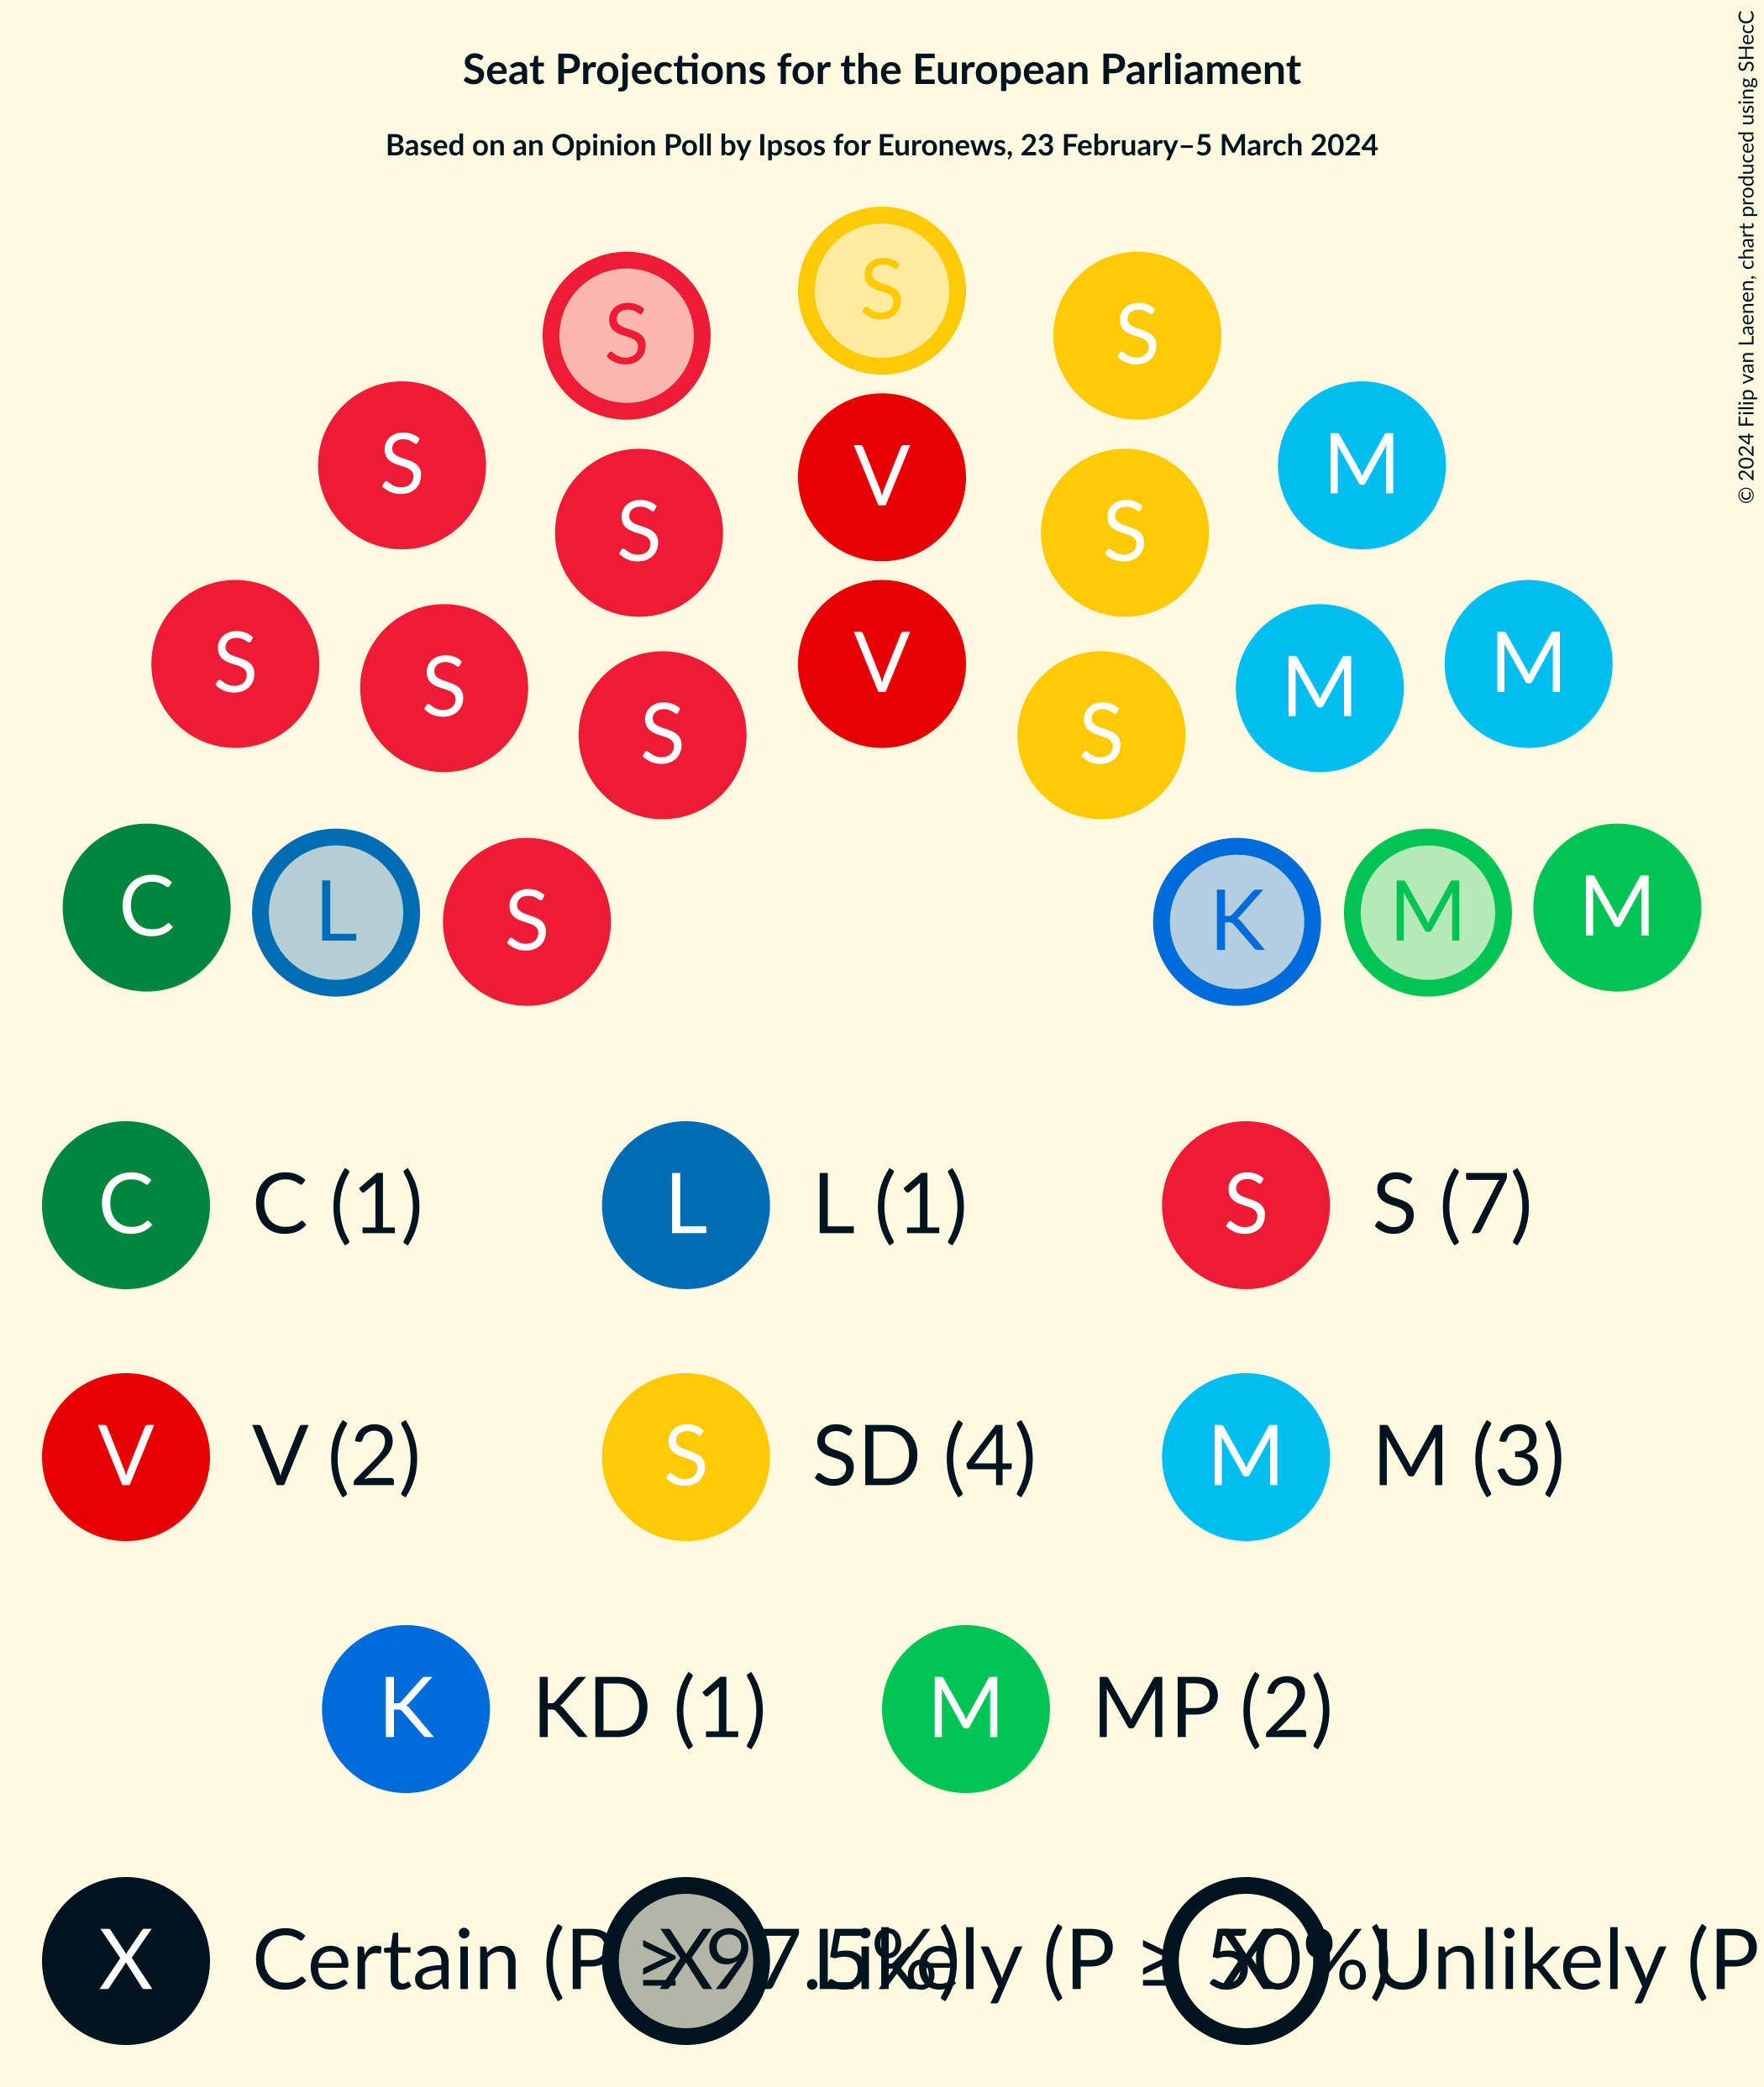 Seat Projections for the European Parliament
Based on an Opinion Poll by Ipsos for Euronews, 23 February–5 March 2024
© 2024 Filip van Laenen, chart produced using SHecC
S
S
S
S
V
S
M
S
S
S
S
V
S
M
M
C
L
S
K
M
M
C C (1) L L (1) S S (7)
V V (2) S SD (4) M M (3)
K KD (1) M MP (2)
X Certain (P ≥ 97.5%) X Likely (P ≥ 50%) X Unlikely (P